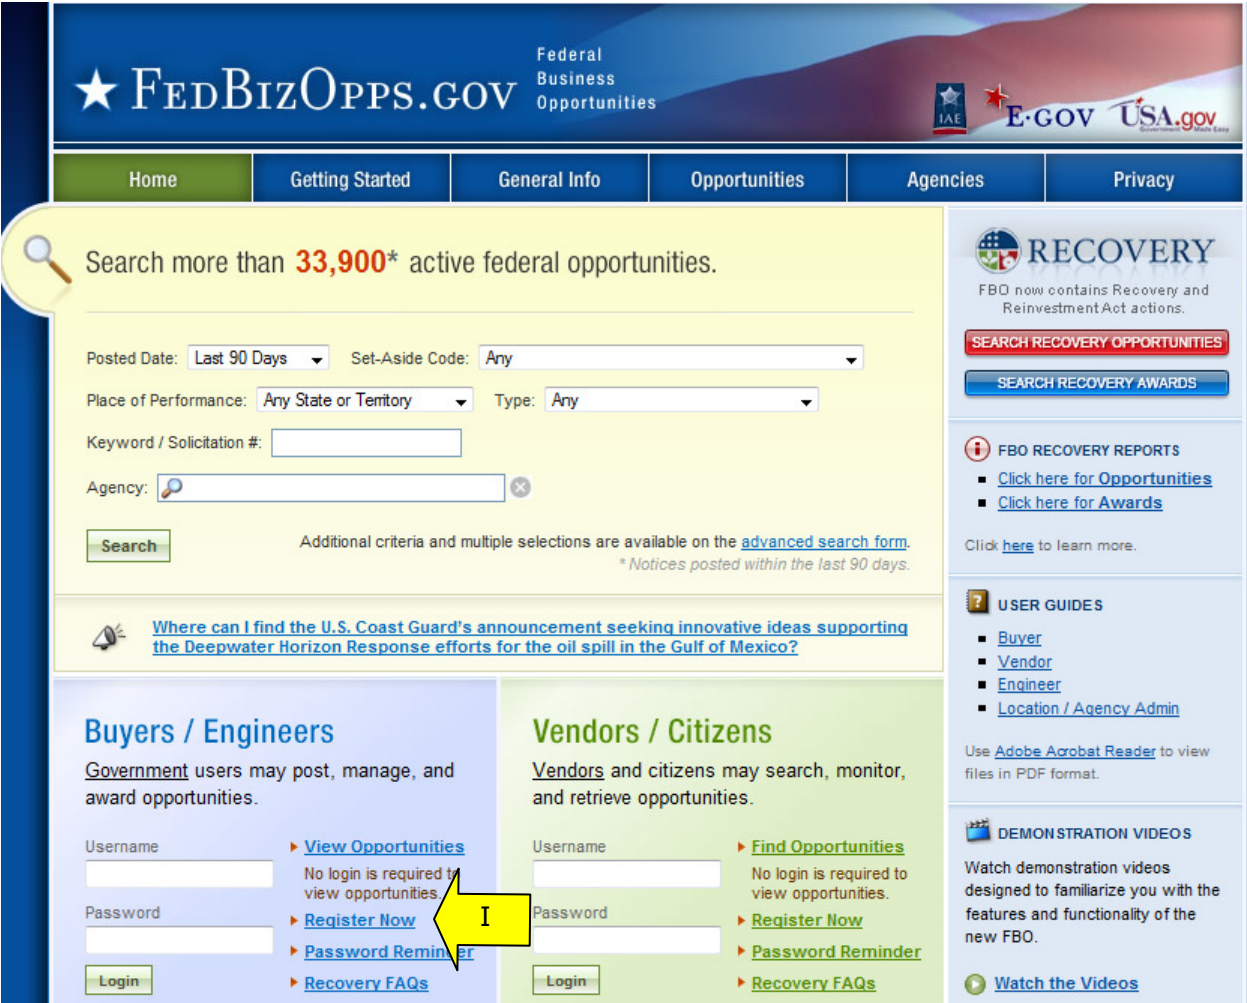 FEDBIZOPPS.GOV
Federal
Business
Opportunities
IAE
E-GOV
USA.gov
Government Made Easy
Home
Getting Started
General Info
Opportunities
Agencies
Privacy
Search more than 33,900* active federal opportunities.
Posted Date: Last 90 Days Set-Aside Code: Any
Place of Performance: Any State or Territory Type: Any
Keyword / Solicitation #:
Agency:
Search
Additional criteria and multiple selections are available on the advanced search form.
* Notices posted within the last 90 days.
Where can I find the U.S. Coast Guard's announcement seeking innovative ideas supporting
the Deepwater Horizon Response efforts for the oil spill in the Gulf of Mexico?
Buyers / Engineers
Government users may post, manage, and
award opportunities.
Username
Password
Login
View Opportunities
No login is required to
view opportunities.
Register Now
I
Password Reminder
Recovery FAQs
Vendors / Citizens
Vendors and citizens may search, monitor,
and retrieve opportunities.
Username
Password
Login
Find Opportunities
No login is required to
view opportunities.
Register Now
Password Reminder
Recovery FAQs
RECOVERY
FBO now contains Recovery and
Reinvestment Act actions.
SEARCH RECOVERY OPPORTUNITIES
SEARCH RECOVERY AWARDS
FBO RECOVERY REPORTS
Click here for Opportunities
Click here for Awards
Click here to learn more.
USER GUIDES
Buyer
Vendor
Engineer
Location / Agency Admin
Use Adobe Acrobat Reader to view
files in PDF format.
DEMONSTRATION VIDEOS
Watch demonstration videos
designed to familiarize you with the
features and functionality of the
new FBO.
Watch the Videos